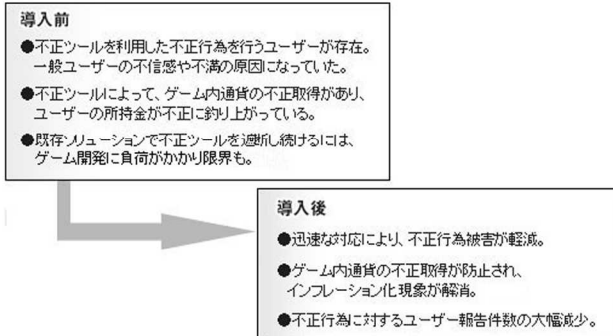 導入前
●不正ツールを利用した不正行為を行うユーザーが存在。
一般ユーザーの不信感や不満の原因になっていた。
●不正ツールによって、ゲーム内通貨の不正取得があり、
ユーザーの所持金が不正に釣り上がっている。
●既存ソリューションで不正ツールを遮断し続けるには、
ゲーム開発に負荷がかかり限界も。
導入後
●迅速な対応により、不正行為被害が軽減。
●ゲーム内通貨の不正取得が防止され、
インフレーション化現象が解消。
●不正行為に対するユーザー報告件数の大幅減少。